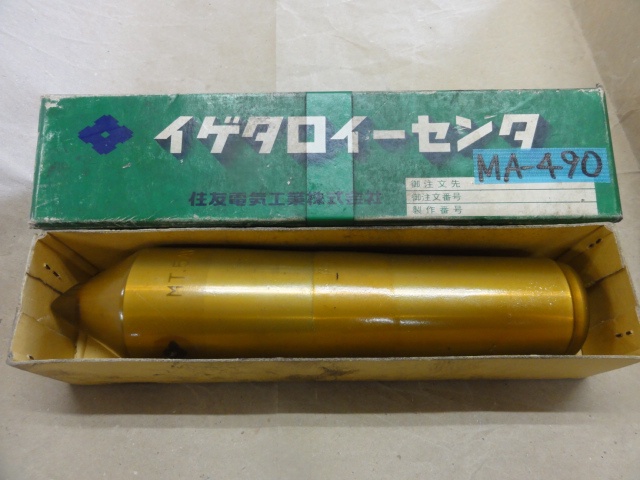 イゲタロイーセンタ
MA-490
住友電気工業株式会社
御注文先
御注文番号
製作番号
MT.5